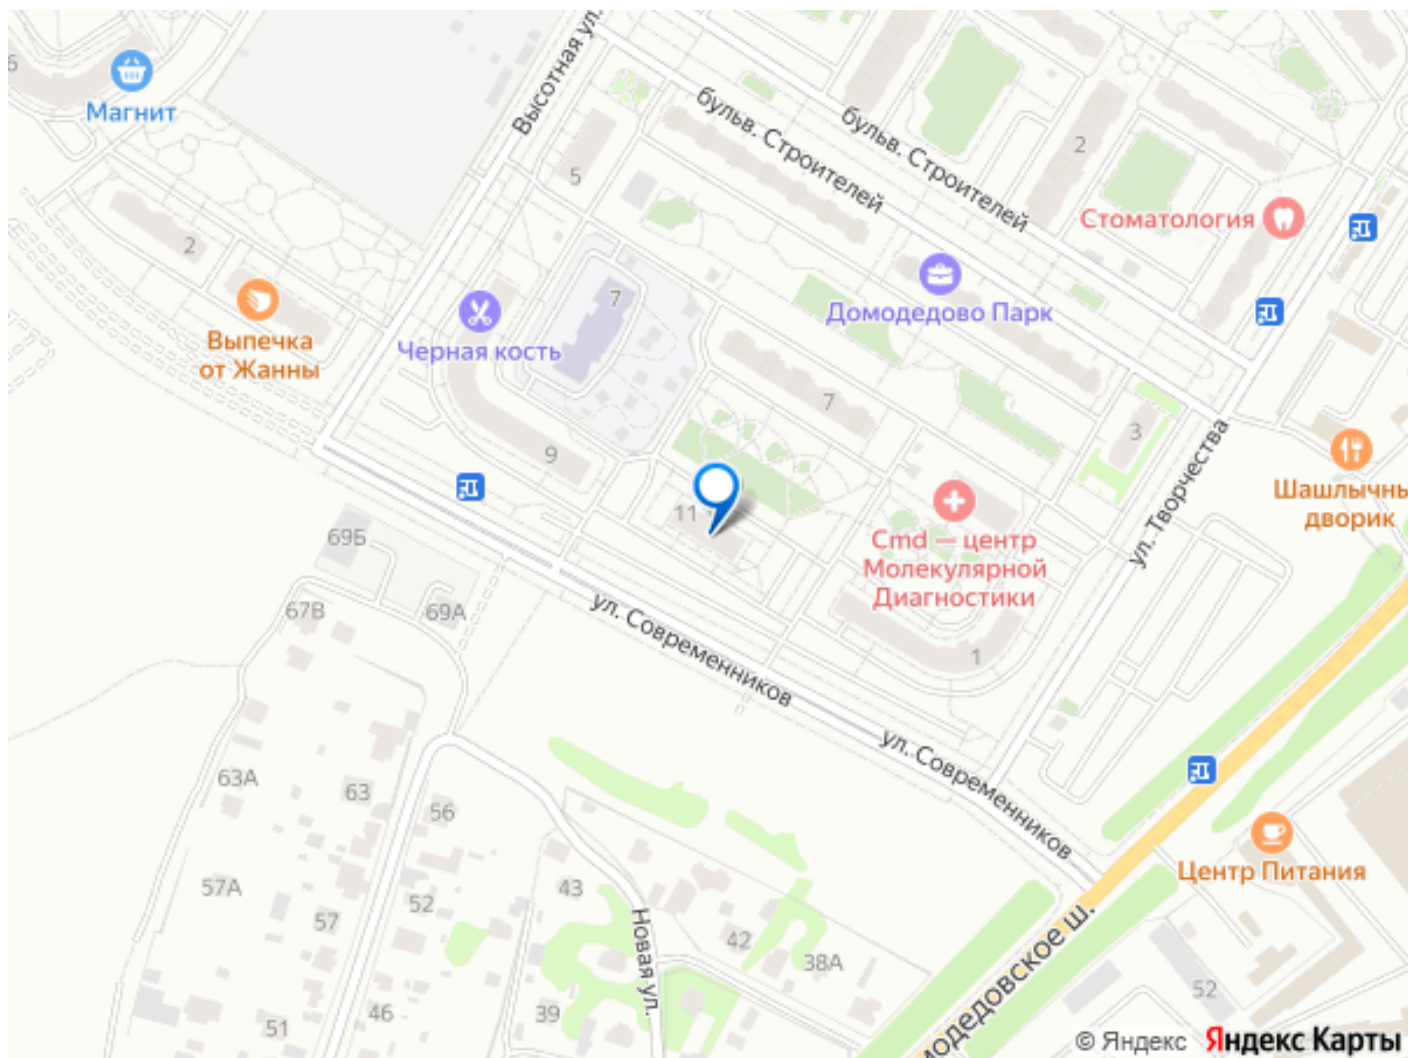 6
Магнит
Высотная ул.
бульв. Строителей
бульв. Строителей
2
5
Стоматология
2
7
Домодедово Парк
Выпечка
от Жанны
Черная кость
7
3
9
ул. Творчества
Шашлычны
дворик
11
69Б
Cmd — центр
Молекулярной
Диагностики
67В
69А
ул. Современников
1
ул. Современников
63А
63
56
Центр Питания
57А
57
52
43
Новая ул.
42
38А
модедовское ш.
51
46
39
52
© Яндекс
Яндекс Карты